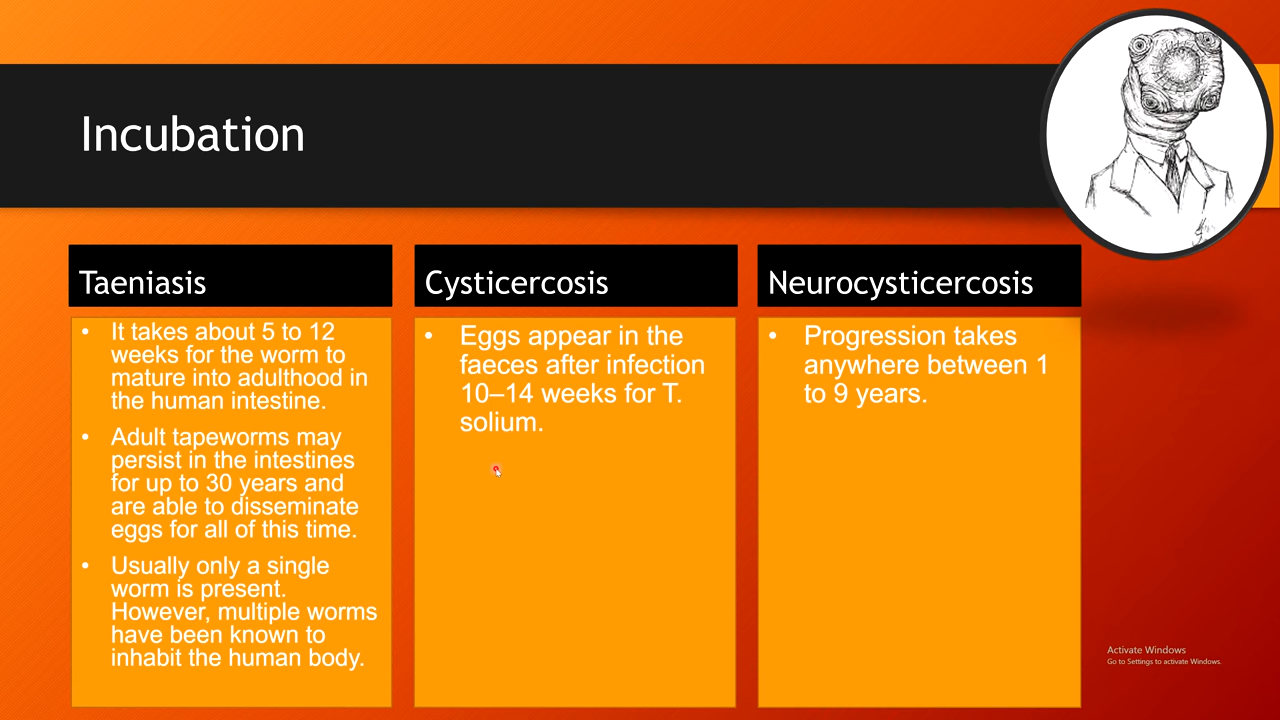 Incubation
Taeniasis
• It takes about 5 to 12
weeks for the worm to
mature into adulthood in
the human intestine.
• Adult tapeworms may
persist in the intestines
for up to 30 years and
are able to disseminate
eggs for all of this time.
• Usually only a single
worm is present.
However, multiple worms
have been known to
inhabit the human body.
Cysticercosis
• Eggs appear in the
faeces after infection
10–14 weeks for T.
solium.
Neurocysticercosis
• Progression takes
anywhere between 1
to 9 years.
Activate Windows
Go to Settings to activate Windows.